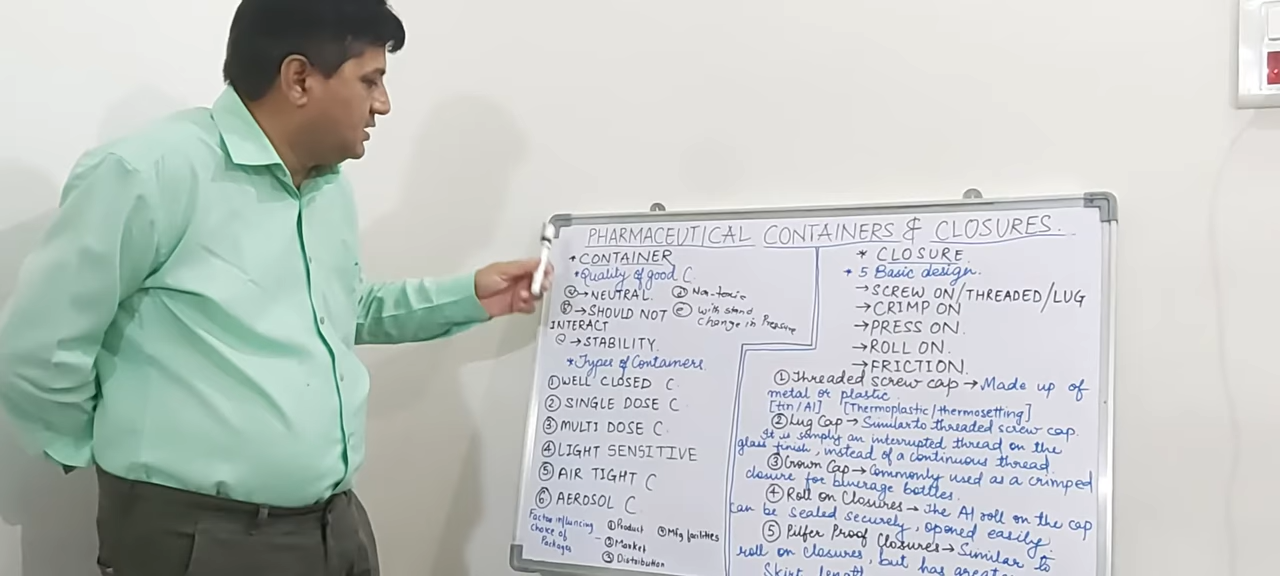 PHARMACEUTICAL CONTAINERS & CLOSURES.
* CONTAINER
* Quality of good C.
ⓐ → NEUTRAL.
ⓑ → SHOULD NOT
INTERACT
ⓒ → STABILITY.
ⓓ Non-toxic
ⓔ with stand
change in Pressure
* Types of Containers.
① WELL CLOSED C.
② SINGLE DOSE C.
③ MULTI DOSE C.
④ LIGHT SENSITIVE
⑤ AIR TIGHT C
⑥ AEROSOL C.
Factors influncing
Choice of
Packages
① Product
② Market
③ Distribution
④ Mfg facilities
* CLOSURE.
* 5 Basic design.
→ SCREW ON/THREADED/LUG
→ CRIMP ON
→ PRESS ON.
→ ROLL ON.
→ FRICTION.
① Threaded screw cap → Made up of
metal or plastic.
[tin/Al] [Thermoplastic/thermosetting]
② Lug Cap → Similar to threaded screw cap.
It is simply an interrupted thread on the
glass finish, instead of a continuous thread.
③ Crown Cap → Commonly used as a crimped
closure for bevrage bottles.
④ Roll on Closures → The Al roll on the cap
can be sealed securely, opened easily.
⑤ Pilfer Proof Closures → Similar to
roll on closures, but has
Skirt length